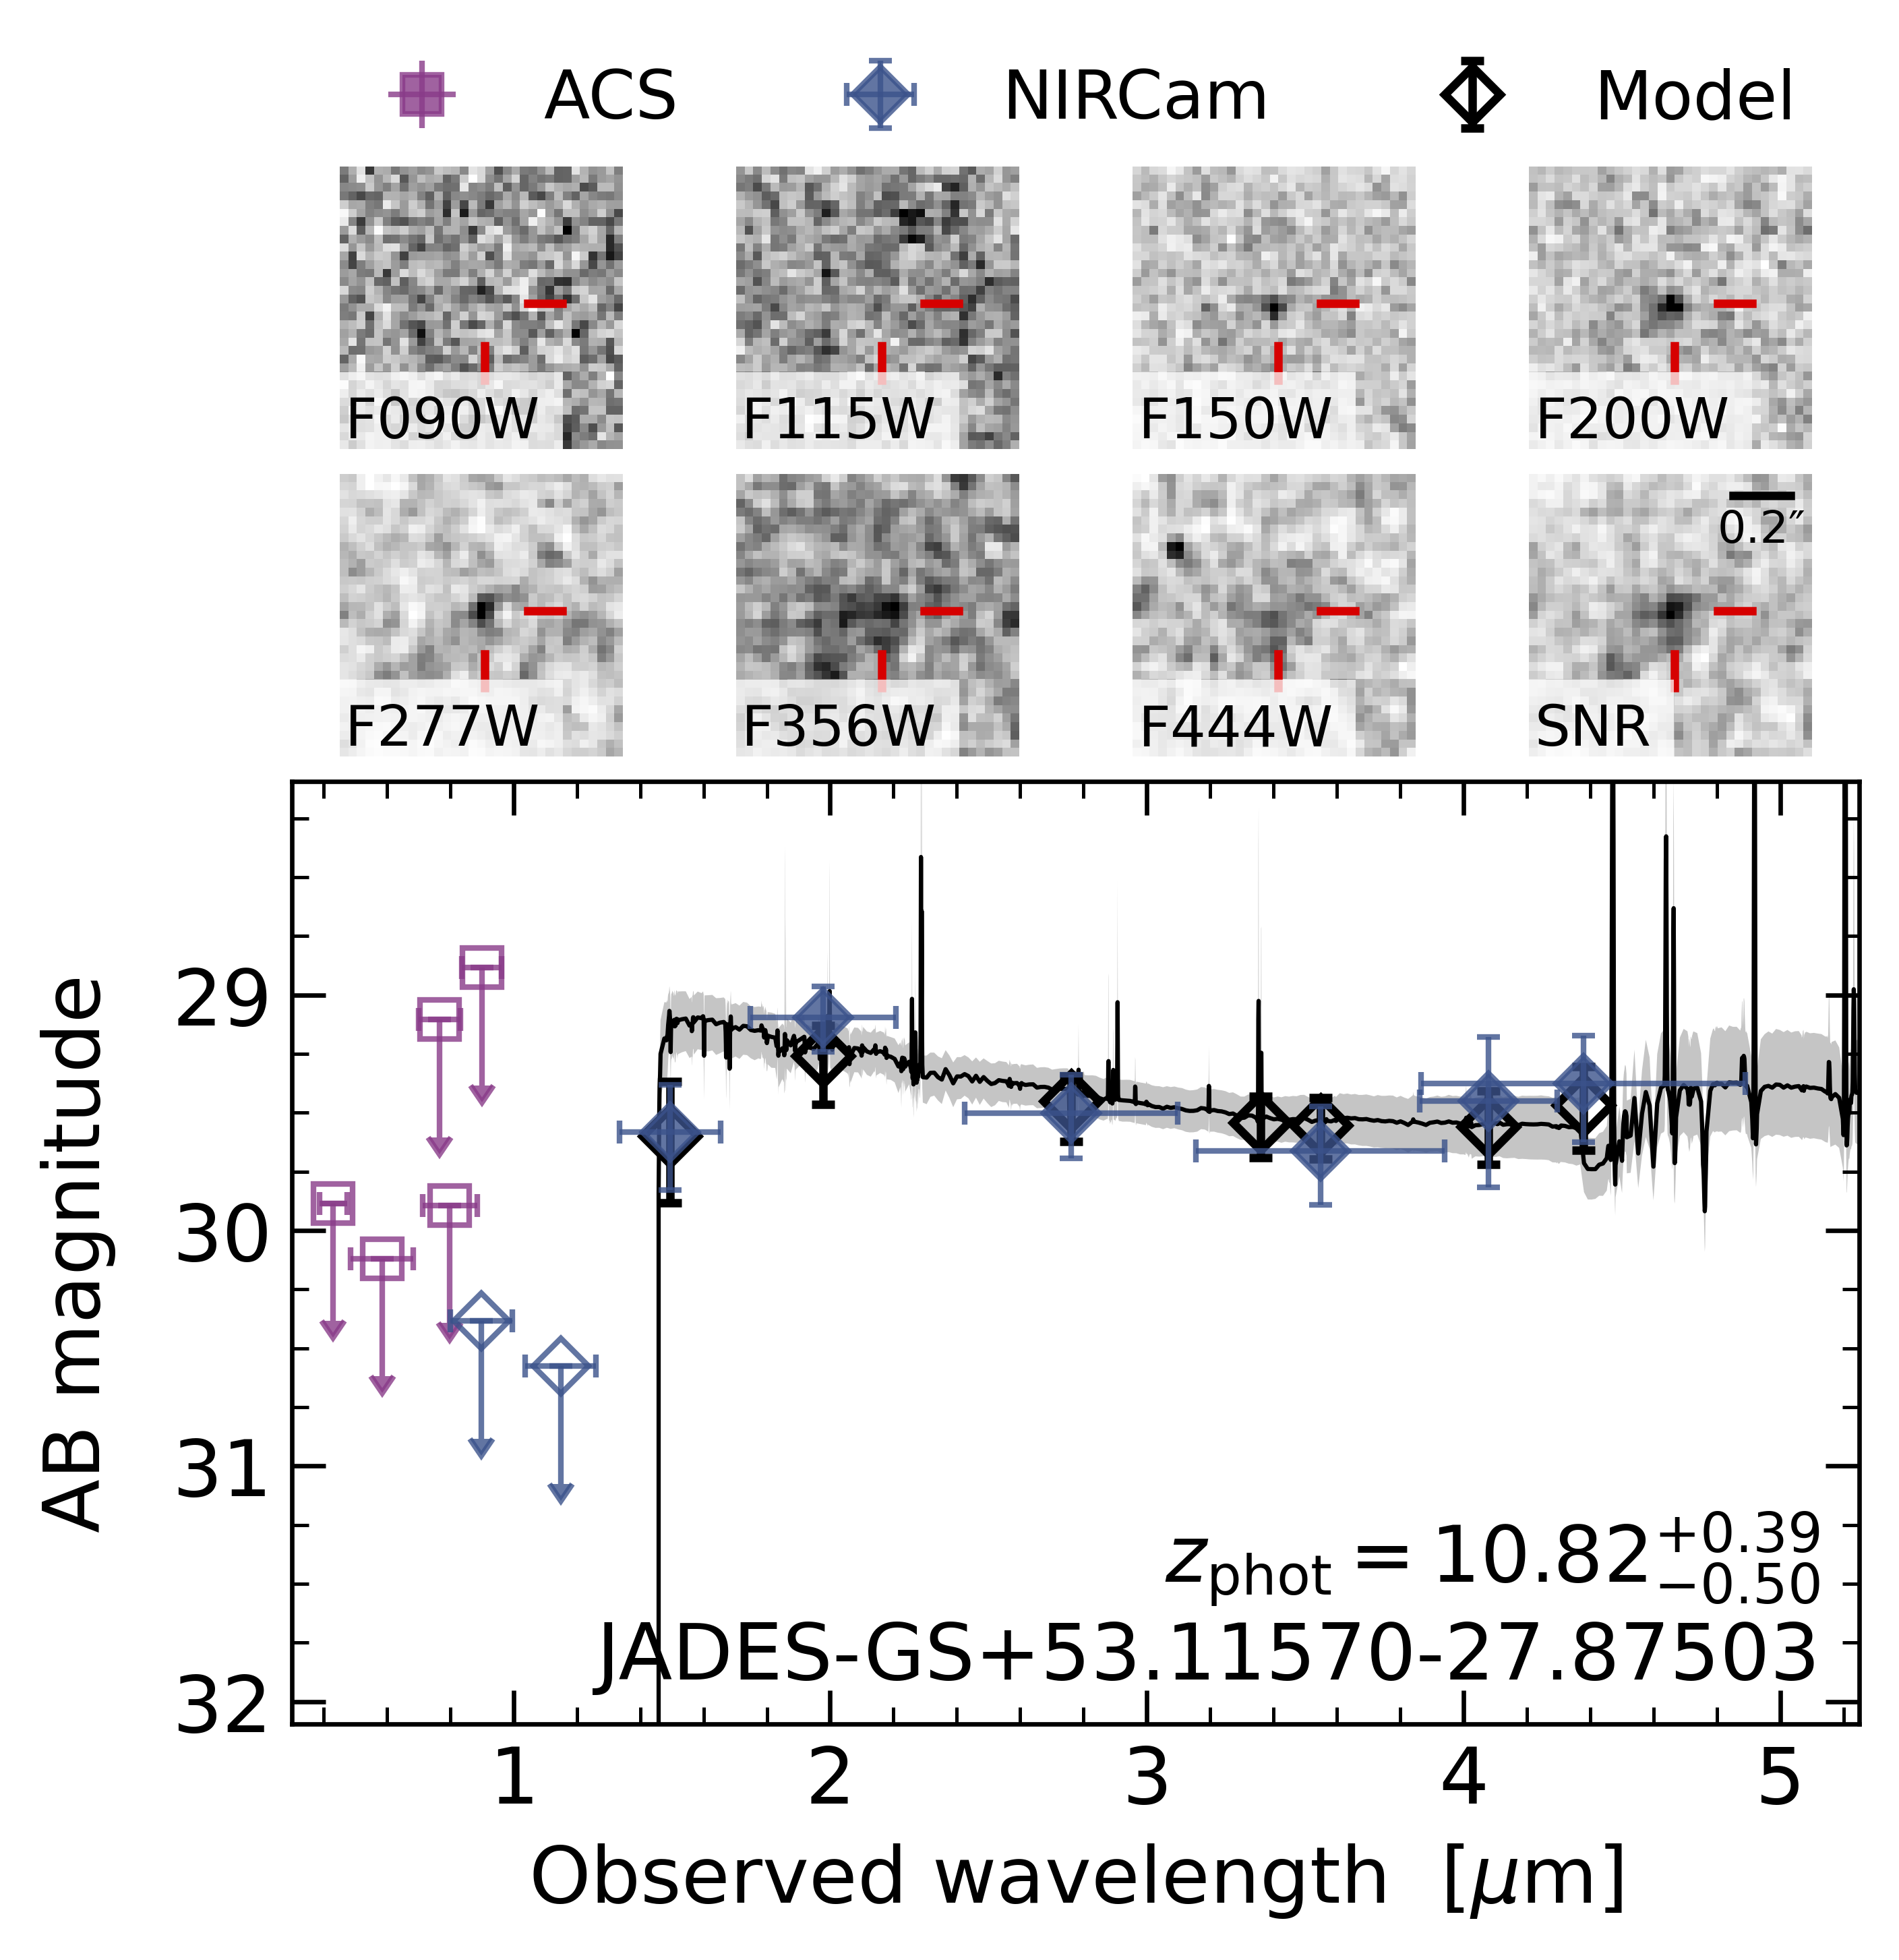 ACS NIRCam Model
F090W F115W F150W F200W
0.2″
F277W F356W F444W SNR
AB magnitude
29
30
31
32
z_phot = 10.82 +0.39 −0.50
JADES-GS+53.11570-27.87503
1 2 3 4 5
Observed wavelength [μm]